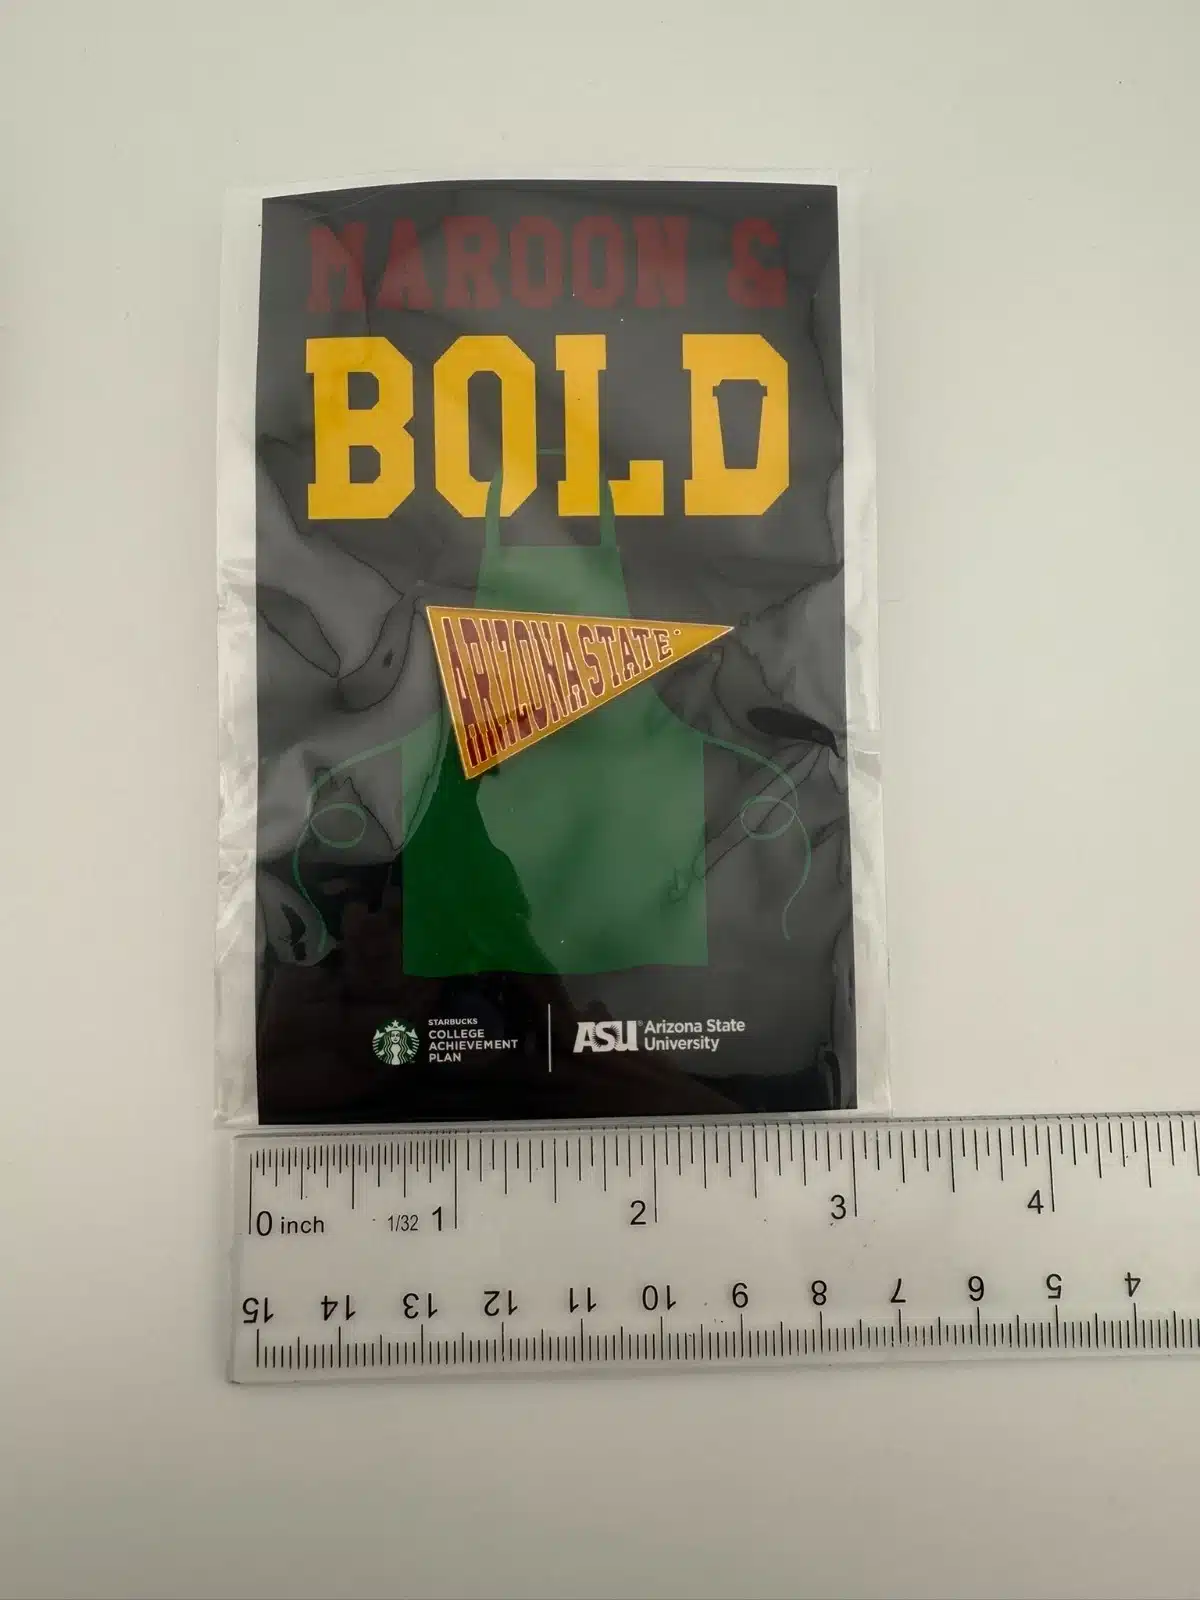 MAROON &
BOLD
ARIZONA STATE
STARBUCKS
COLLEGE
ACHIEVEMENT
PLAN
ASU® Arizona State
University
0 inch 1/32 1 2 3 4
15 14 13 12 11 10 9 8 7 6 5 4